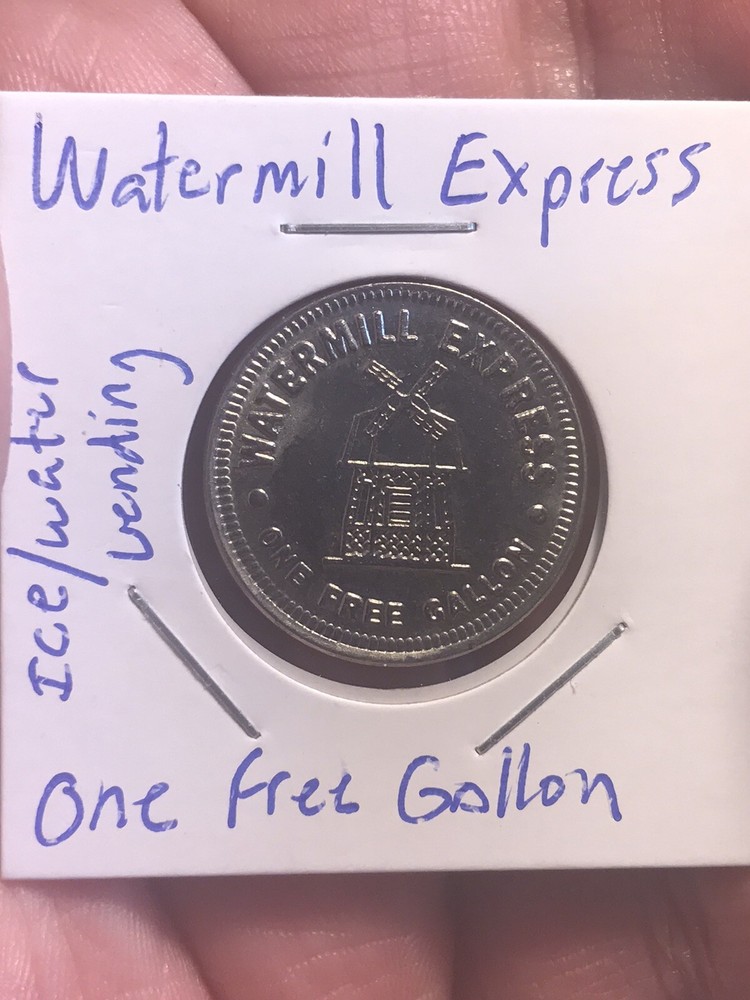 Watermill Express
Ice/water
vending
WATERMILL EXPRESS
• ONE FREE GALLON •
One free Gallon